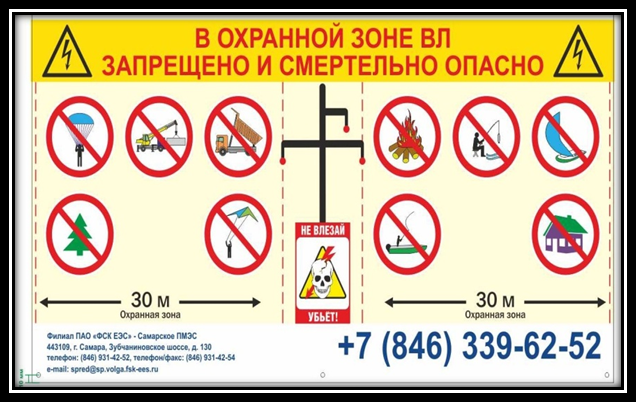 В ОХРАННОЙ ЗОНЕ ВЛ
ЗАПРЕЩЕНО И СМЕРТЕЛЬНО ОПАСНО
НЕ ВЛЕЗАЙ
УБЬЁТ!
30 м
Охранная зона
30 м
Охранная зона
Филиал ПАО «ФСК ЕЭС» - Самарское ПМЭС
443109, г. Самара, Зубчаниновское шоссе, д. 130
телефон: (846) 931-42-52, телефон/факс: (846) 931-42-54
e-mail: spred@sp.volga.fsk-ees.ru
+7 (846) 339-62-52